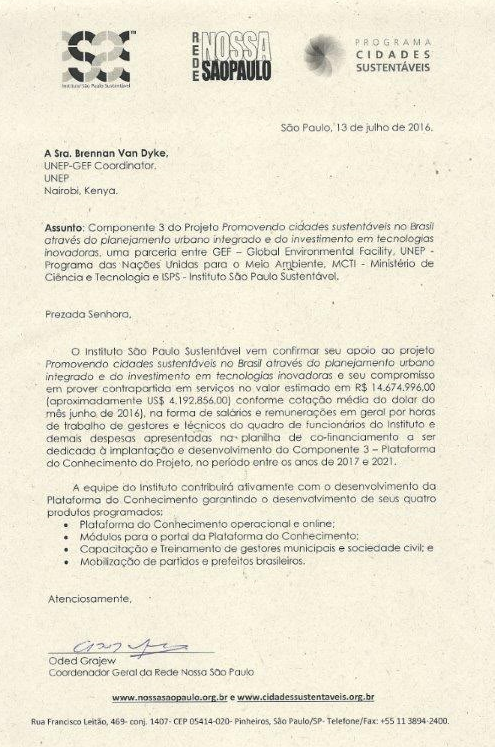 Instituto São Paulo Sustentável
REDE
NOSSA
SÃOPAULO
PROGRAMA
CIDADES
SUSTENTÁVEIS
São Paulo, 13 de julho de 2016.
A Sra. Brennan Van Dyke,
UNEP-GEF Coordinator,
UNEP
Nairobi, Kenya.
Assunto: Componente 3 do Projeto Promovendo cidades sustentáveis no Brasil
através do planejamento urbano integrado e do investimento em tecnologias
inovadoras, uma parceria entre GEF – Global Environmental Facility, UNEP -
Programa das Nações Unidas para o Meio Ambiente, MCTI - Ministério de
Ciência e Tecnologia e ISPS - Instituto São Paulo Sustentável.
Prezada Senhora,
O Instituto São Paulo Sustentável vem confirmar seu apoio ao projeto
Promovendo cidades sustentáveis no Brasil através do planejamento urbano
integrado e do investimento em tecnologias inovadoras e seu compromisso
em prover contrapartida em serviços no valor estimado em R$ 14.674.996,00
(aproximadamente US$ 4.192.856,00) conforme cotação média do dolar do
mês junho de 2016), na forma de salários e remunerações em geral por horas
de trabalho de gestores e técnicos do quadro de funcionários do Instituto e
demais despesas apresentadas na planilha de co-financiamento a ser
dedicada à implantação e desenvolvimento do Componente 3 – Plataforma
do Conhecimento do Projeto, no período entre os anos de 2017 e 2021.
A equipe do Instituto contribuirá ativamente com o desenvolvimento da
Plataforma do Conhecimento garantindo o desenvolvimento de seus quatro
produtos programados:
• Plataforma do Conhecimento operacional e online;
• Módulos para o portal da Plataforma do Conhecimento;
• Capacitação e Treinamento de gestores municipais e sociedade civil; e
• Mobilização de partidos e prefeitos brasileiros.
Atenciosamente,
Oded Grajew
Coordenador Geral da Rede Nossa São Paulo
www.nossasaopaulo.org.br e www.cidadessustentaveis.org.br
Rua Francisco Leitão, 469- conj. 1407- CEP 05414-020- Pinheiros, São Paulo/SP- Telefone/Fax: +55 11 3894-2400.